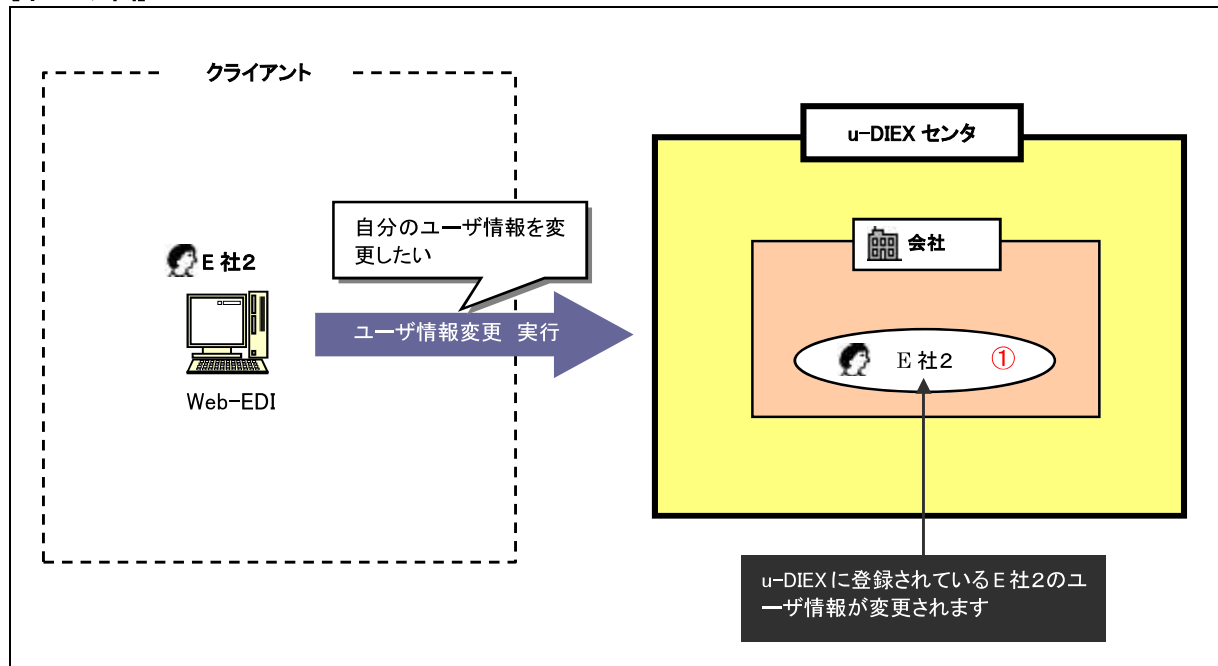 クライアント
u-DIEX センタ
自分のユーザ情報を変
更したい
会社
E 社2
ユーザ情報変更 実行
E 社2 ①
Web-EDI
u-DIEXに登録されているE社2のユ
ーザ情報が変更されます